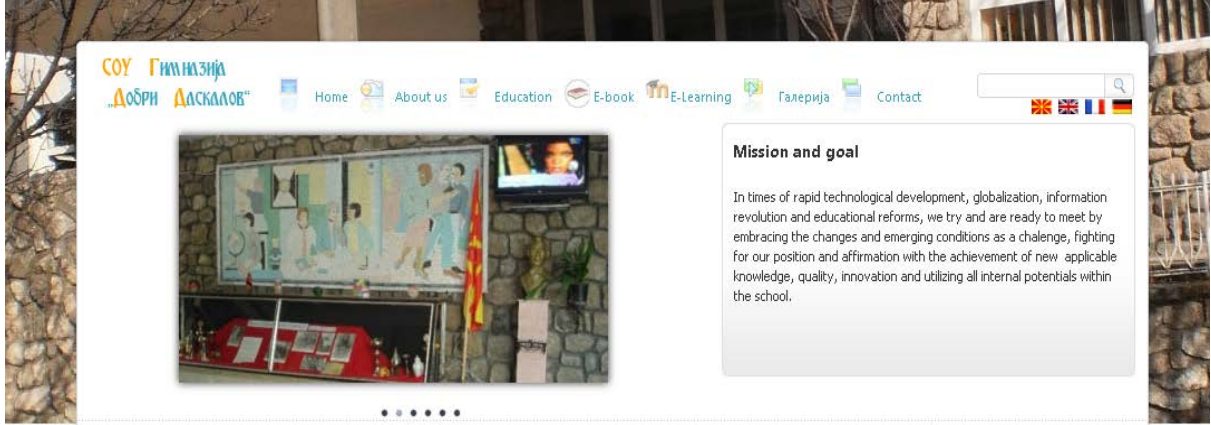 СОУ Гимназија
„Добри Даскалов“
Home
About us
Education
E-book
E-Learning
Галерија
Contact
Mission and goal
In times of rapid technological development, globalization, information
revolution and educational reforms, we try and are ready to meet by
embracing the changes and emerging conditions as a chalenge, fighting
for our position and affirmation with the achievement of new applicable
knowledge, quality, innovation and utilizing all internal potentials within
the school.